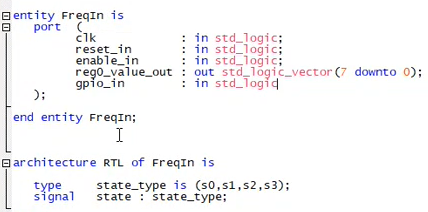 entity FreqIn is
port (
clk : in std_logic;
reset_in : in std_logic;
enable_in : in std_logic;
reg0_value_out : out std_logic_vector(7 downto 0);
gpio_in : in std_logic
);
end entity FreqIn;
architecture RTL of FreqIn is
type state_type is (s0,s1,s2,s3);
signal state : state_type;